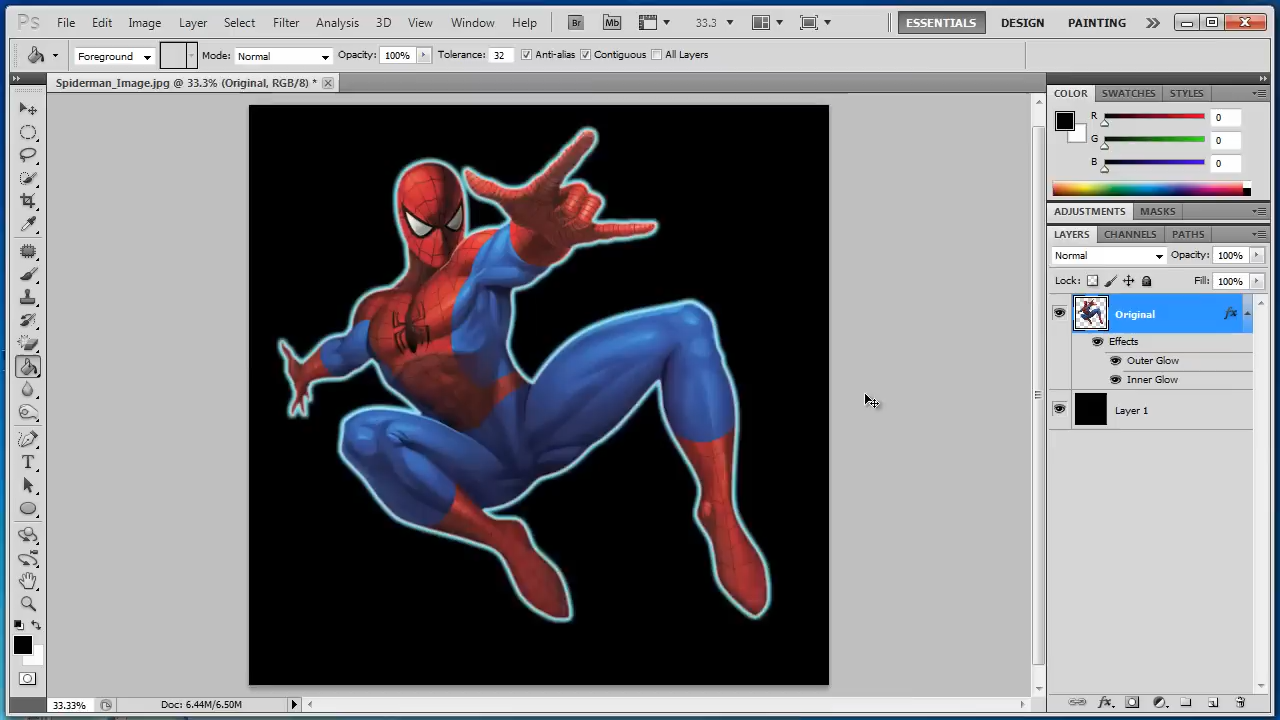 Ps File Edit Image Layer Select Filter Analysis 3D View Window Help Br Mb 33.3 ESSENTIALS DESIGN PAINTING
Foreground Mode: Normal Opacity: 100% Tolerance: 32 Anti-alias Contiguous All Layers
Spiderman_Image.jpg @ 33.3% (Original, RGB/8) *
COLOR SWATCHES STYLES
R 0
G 0
B 0
ADJUSTMENTS MASKS
LAYERS CHANNELS PATHS
Normal Opacity: 100%
Lock: Fill: 100%
Original fx
Effects
Outer Glow
Inner Glow
Layer 1
T
33.33% Doc: 6.44M/6.50M fx